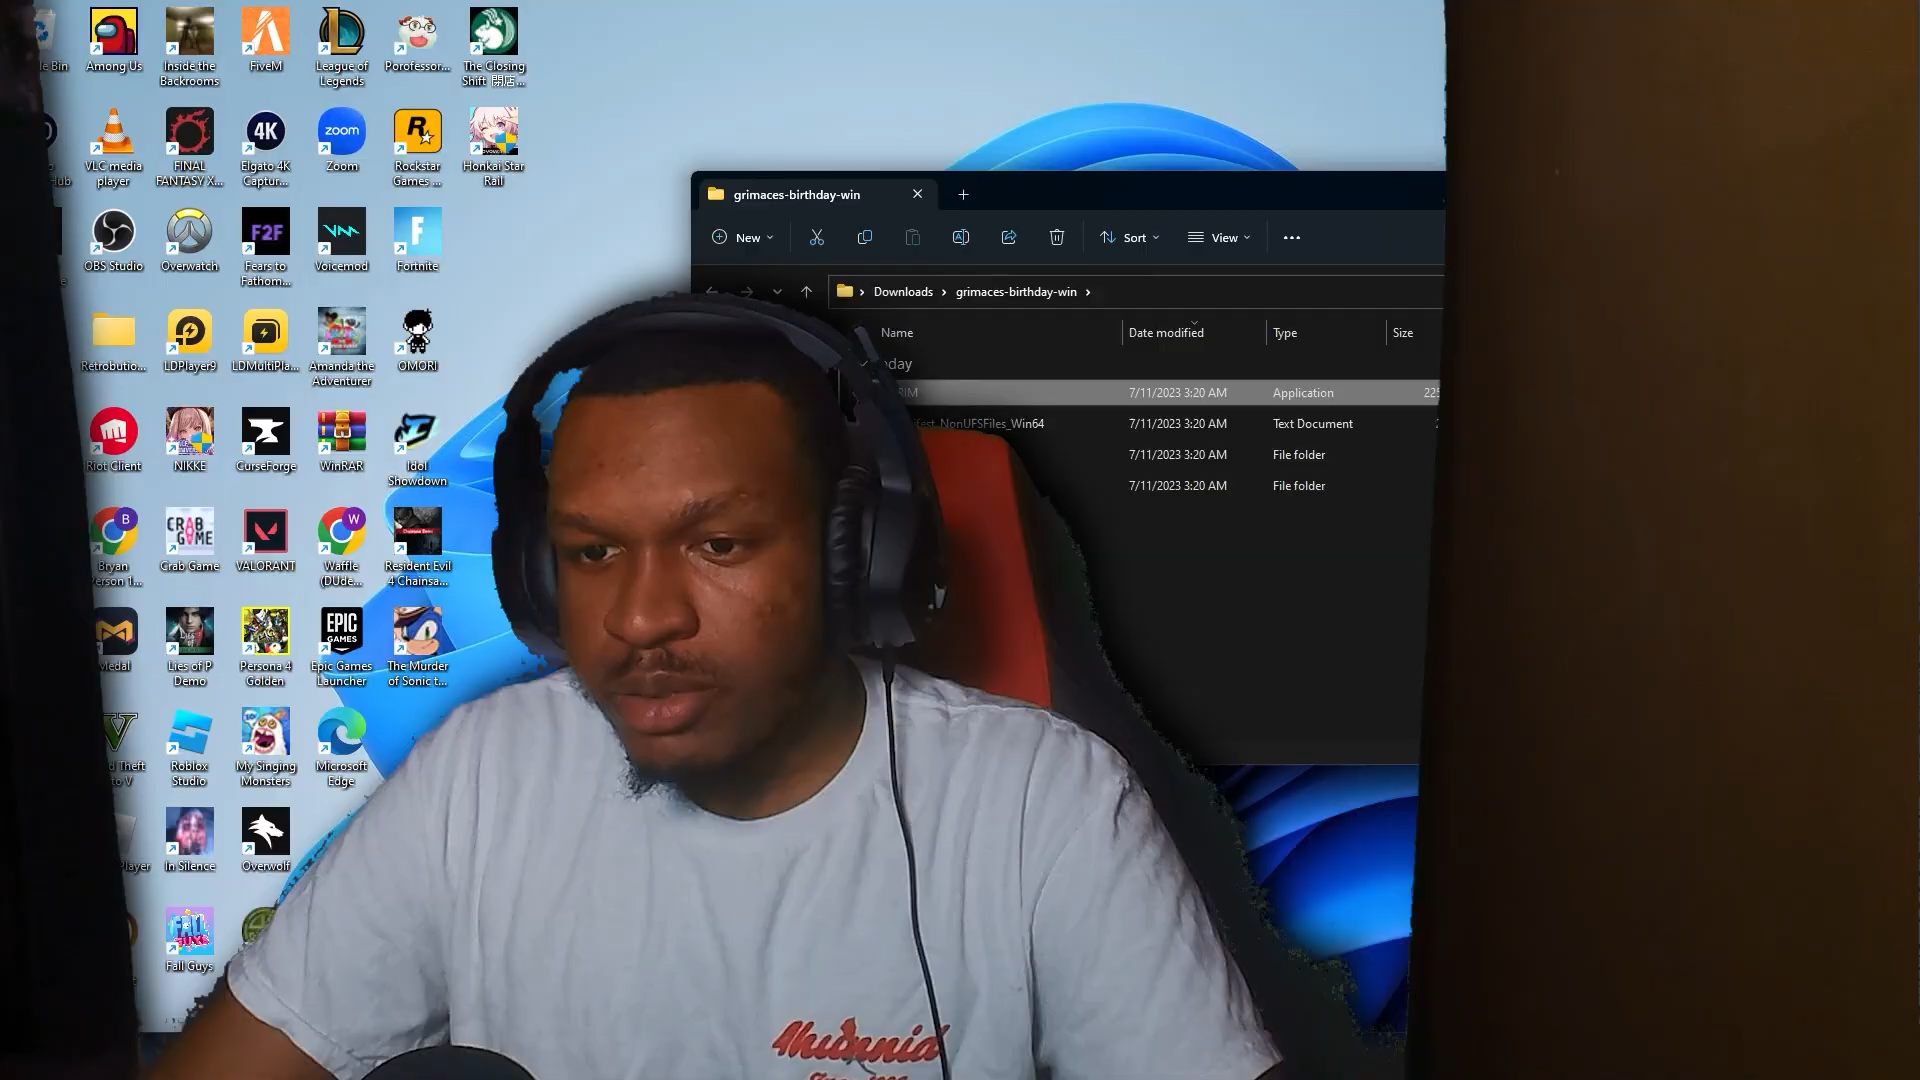 Among Us
Inside the
Backrooms
FiveM
League of
Legends
Porofessor...
The Closing
Shift 閉店...
VLC media
player
FINAL
FANTASY X...
4K
Elgato 4K
Captur...
zoom
Zoom
Rockstar
Games ...
Honkai Star
Rail
OBS Studio
Overwatch
F2F
Fears to
Fathom...
Voicemod
Fortnite
Retrobutio...
LDPlayer9
LDMultiPla...
Amanda the
Adventurer
OMORI
Riot Client
NIKKE
CurseForge
WinRAR
Idol
Showdown
Bryan
CRAB
GAME
Crab Game
VALORANT
Waffle
(DUde...
Resident Evil
4 Chainsa...
Medal
Lies of P
Demo
Persona 4
Golden
EPIC
GAMES
Epic Games
Launcher
The Murder
of Sonic t...
Roblox
Studio
My Singing
Monsters
Microsoft
Edge
In Silence
Overwolf
Fall Guys
grimaces-birthday-win
New
Sort
View
Downloads > grimaces-birthday-win >
Name
Date modified
Type
Size
7/11/2023 3:20 AM
Application
NonUFSFiles_Win64
7/11/2023 3:20 AM
Text Document
7/11/2023 3:20 AM
File folder
7/11/2023 3:20 AM
File folder